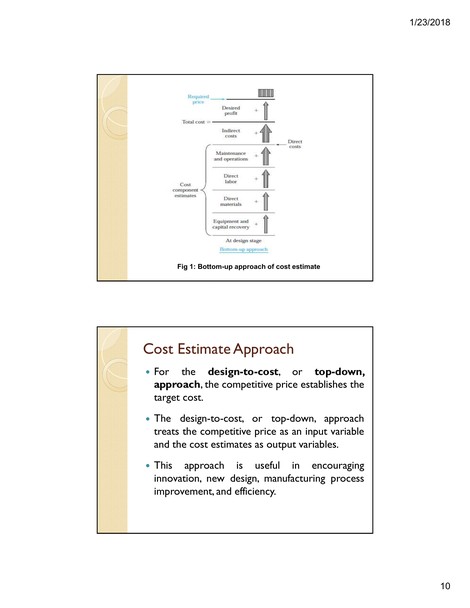 1/23/2018
Required
price
Desired
profit
+
Total cost =
Indirect
costs
+
Direct
costs
Maintenance
and operations
+
Direct
labor
+
Cost
component
estimates
Direct
materials
+
Equipment and
capital recovery
+
At design stage
Bottom-up approach
Fig 1: Bottom-up approach of cost estimate
Cost Estimate Approach
• For the design-to-cost, or top-down,
approach, the competitive price establishes the
target cost.
• The design-to-cost, or top-down, approach
treats the competitive price as an input variable
and the cost estimates as output variables.
• This approach is useful in encouraging
innovation, new design, manufacturing process
improvement, and efficiency.
10